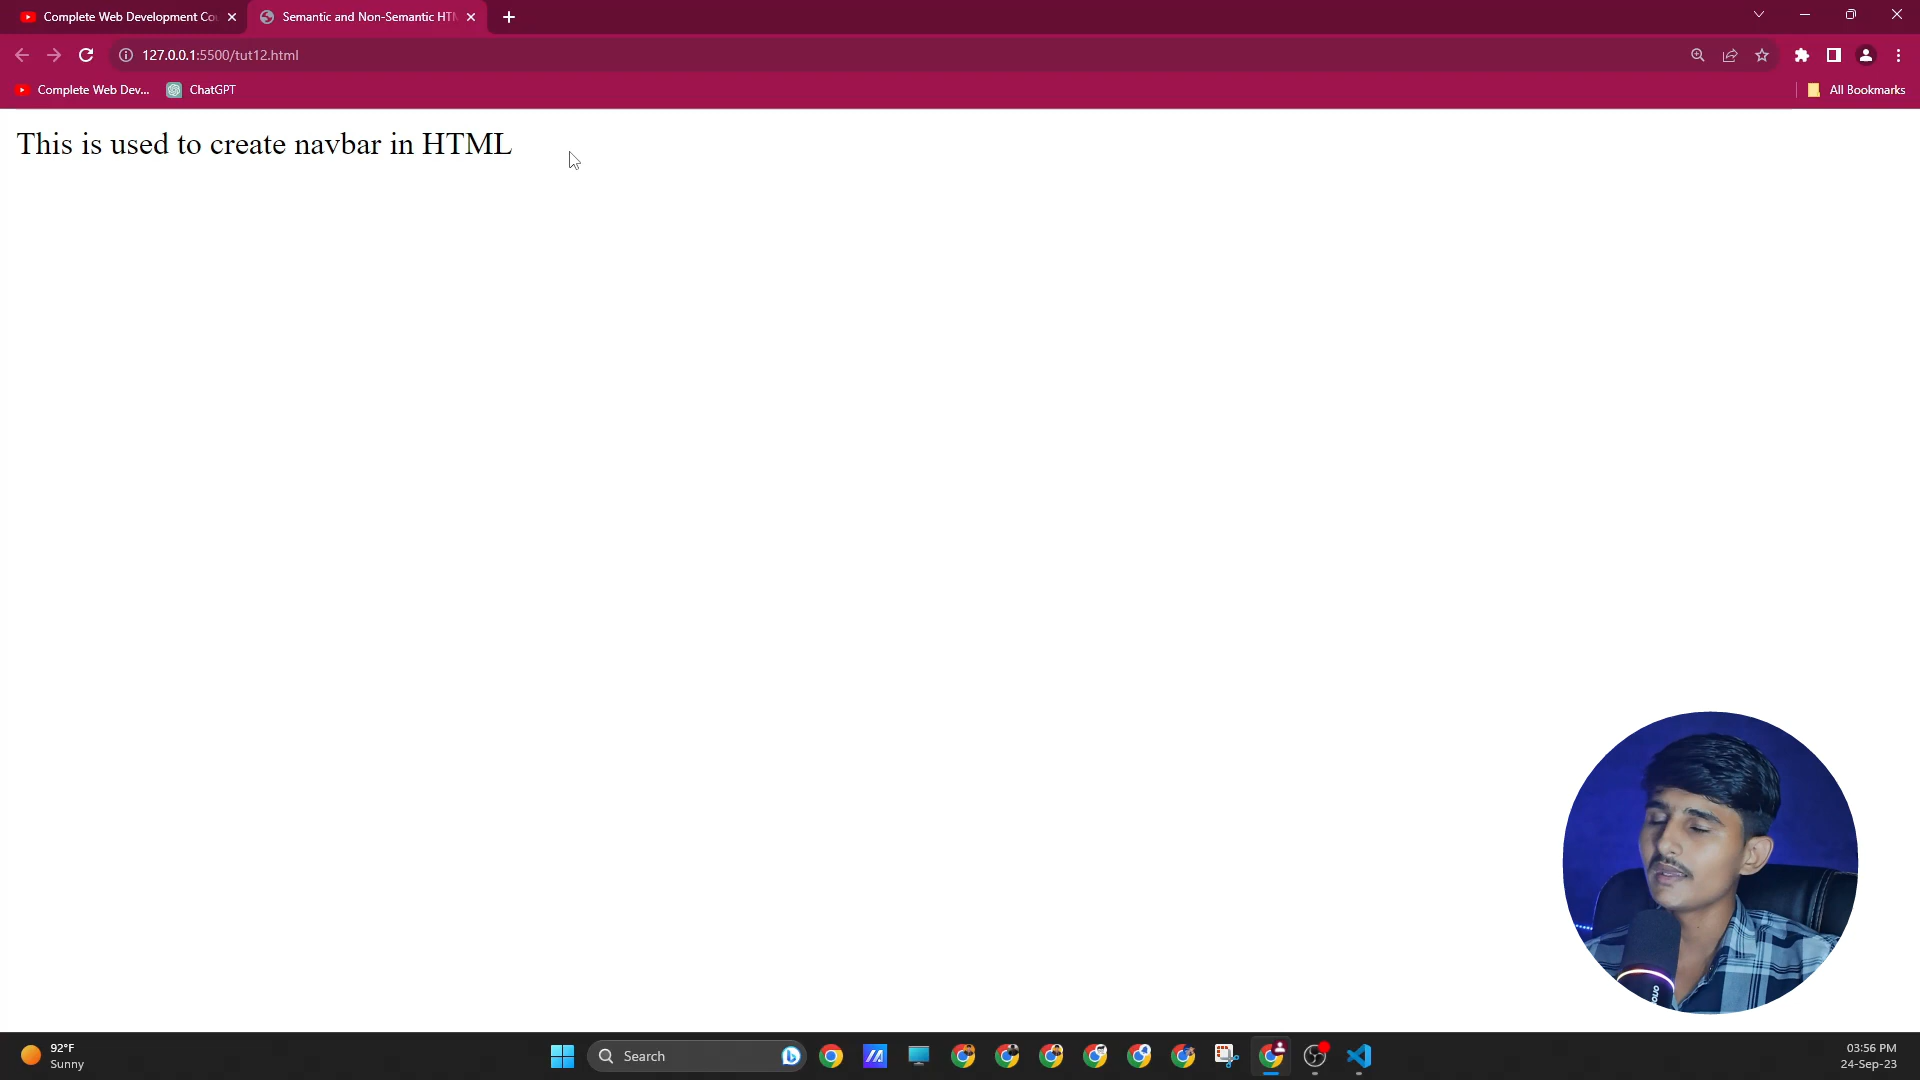 Complete Web Development Co
Semantic and Non-Semantic HTM
127.0.0.1:5500/tut12.html
Complete Web Dev...
ChatGPT
All Bookmarks
This is used to create navbar in HTML
92°F
Sunny
Search
03:56 PM
24-Sep-23